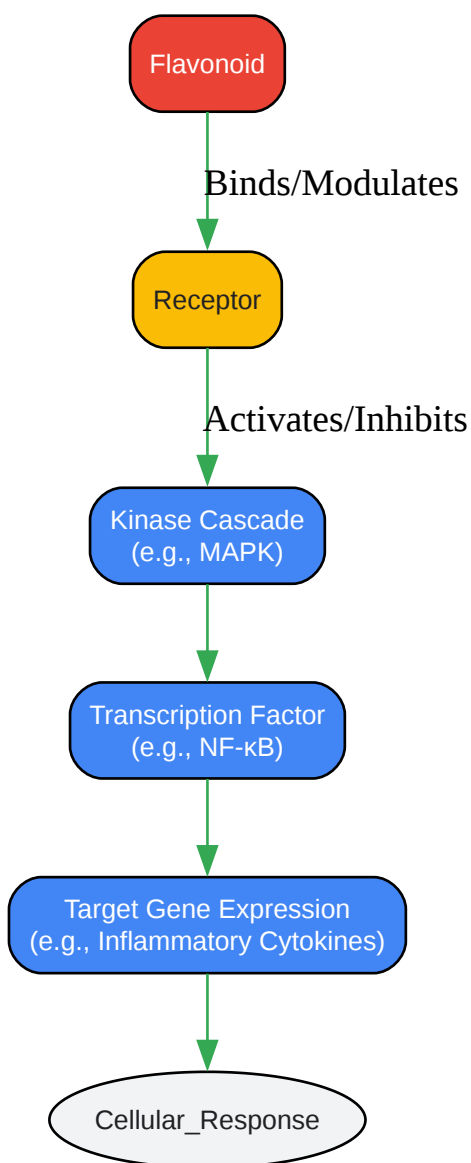 Flavonoid
Binds/Modulates
Receptor
Activates/Inhibits
Kinase Cascade
(e.g., MAPK)
Transcription Factor
(e.g., NF-κB)
Target Gene Expression
(e.g., Inflammatory Cytokines)
Cellular_Response